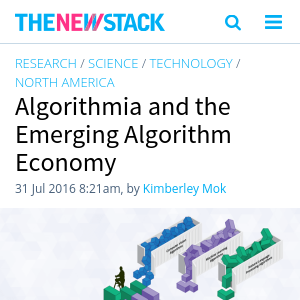 THENEWSTACK
RESEARCH / SCIENCE / TECHNOLOGY /
NORTH AMERICA
Algorithmia and the
Emerging Algorithm
Economy
31 Jul 2016 8:21am, by Kimberley Mok